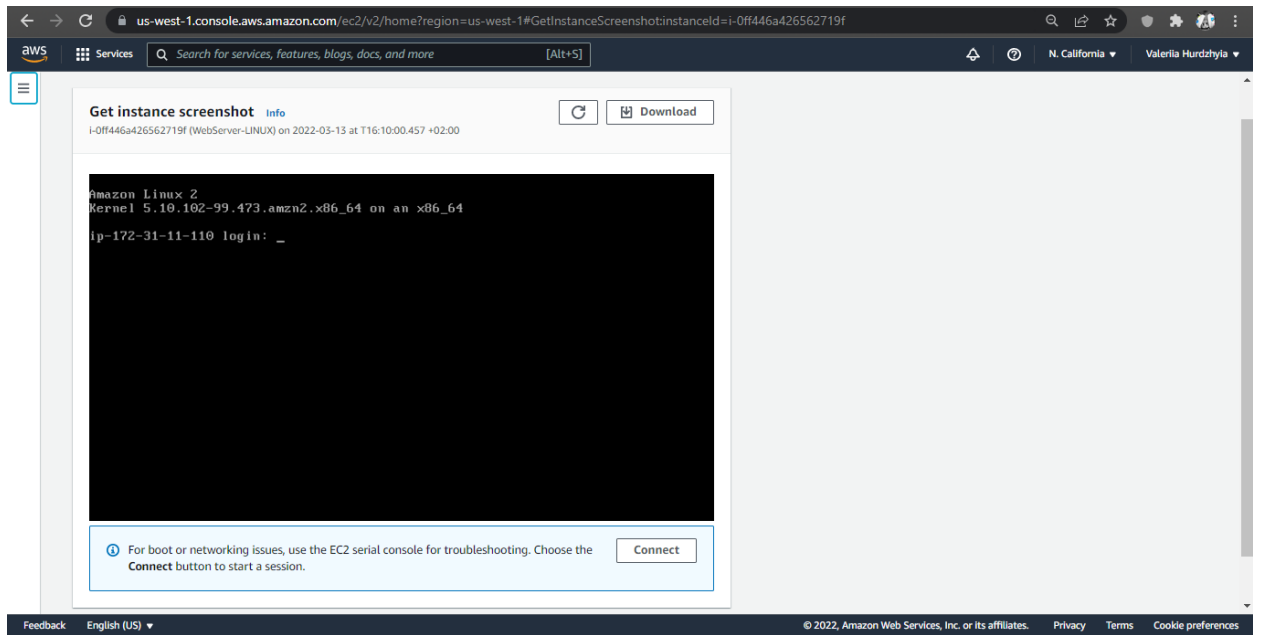 us-west-1.console.aws.amazon.com/ec2/v2/home?region=us-west-1#GetInstanceScreenshot:instanceId=i-0ff446a426562719f
aws Services Search for services, features, blogs, docs, and more [Alt+S] N. California Valeriia Hurdzhyia
Get instance screenshot Info
Download
i-0ff446a426562719f (WebServer-LINUX) on 2022-03-13 at T16:10:00.457 +02:00
Amazon Linux 2
Kernel 5.10.102-99.473.amzn2.x86_64 on an x86_64
ip-172-31-11-110 login: _
For boot or networking issues, use the EC2 serial console for troubleshooting. Choose the
Connect button to start a session.
Connect
Feedback English (US) © 2022, Amazon Web Services, Inc. or its affiliates. Privacy Terms Cookie preferences